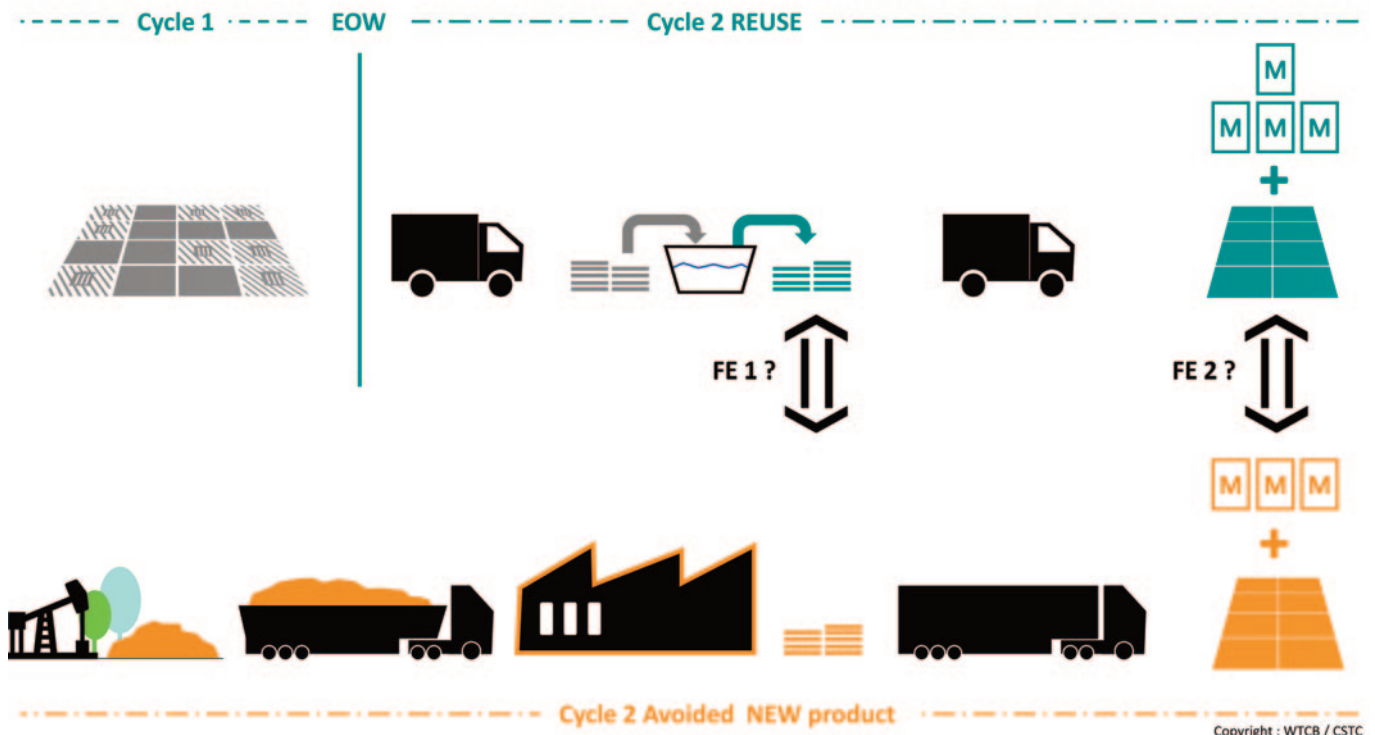 Cycle 1 EOW Cycle 2 REUSE
M
M M M
+
FE 1 ? FE 2 ?
M M M
+
Cycle 2 Avoided NEW product
Copyright : WTCB / CSTC